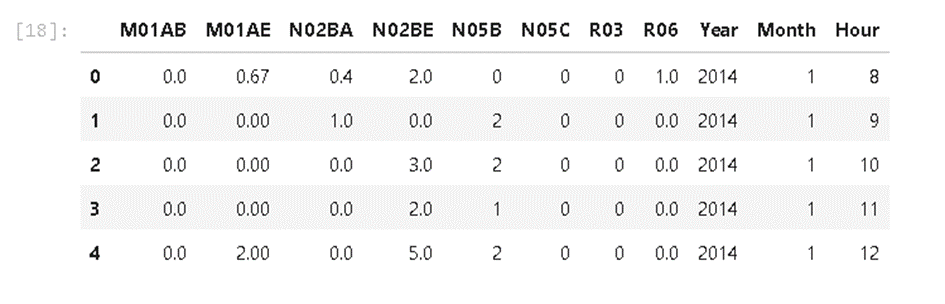 [18]: M01AB M01AE N02BA N02BE N05B N05C R03 R06 Year Month Hour
0 0.0 0.67 0.4 2.0 0 0 0 1.0 2014 1 8
1 0.0 0.00 1.0 0.0 2 0 0 0.0 2014 1 9
2 0.0 0.00 0.0 3.0 2 0 0 0.0 2014 1 10
3 0.0 0.00 0.0 2.0 1 0 0 0.0 2014 1 11
4 0.0 2.00 0.0 5.0 2 0 0 0.0 2014 1 12